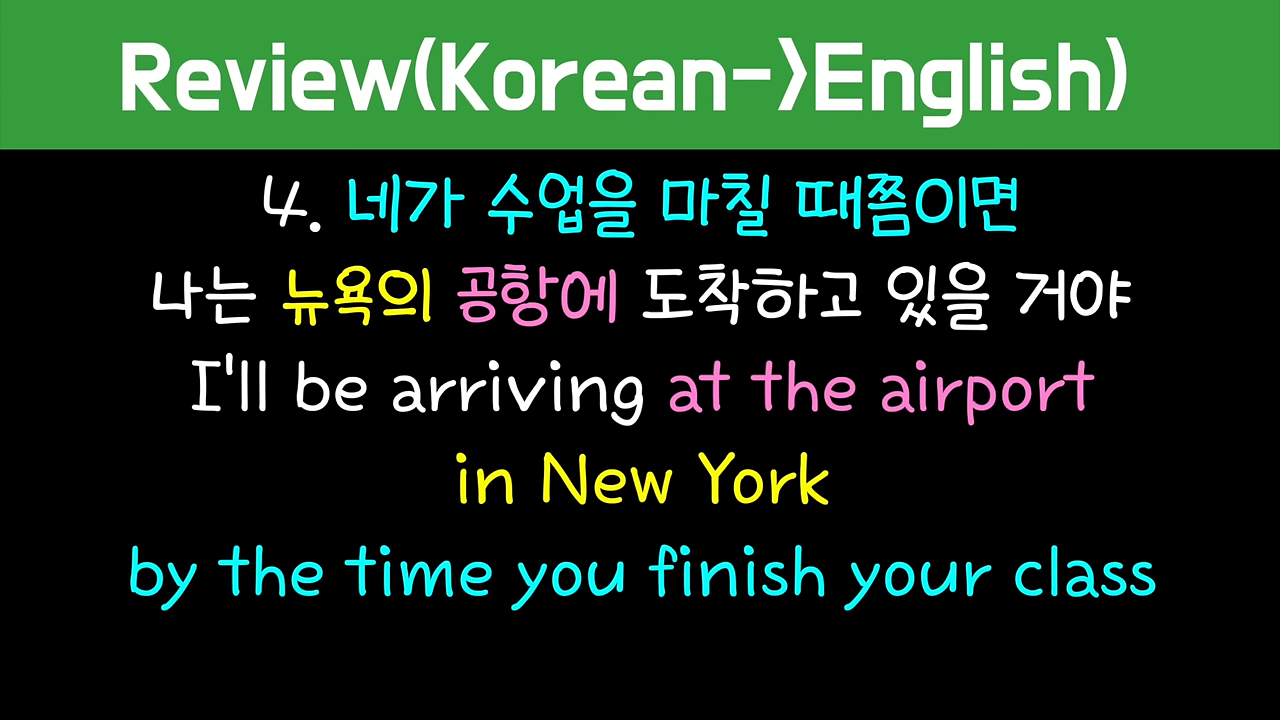 Review(Korean->English)
4. 네가 수업을 마칠 때쯤이면
나는 뉴욕의 공항에 도착하고 있을 거야
I'll be arriving at the airport
in New York
by the time you finish your class